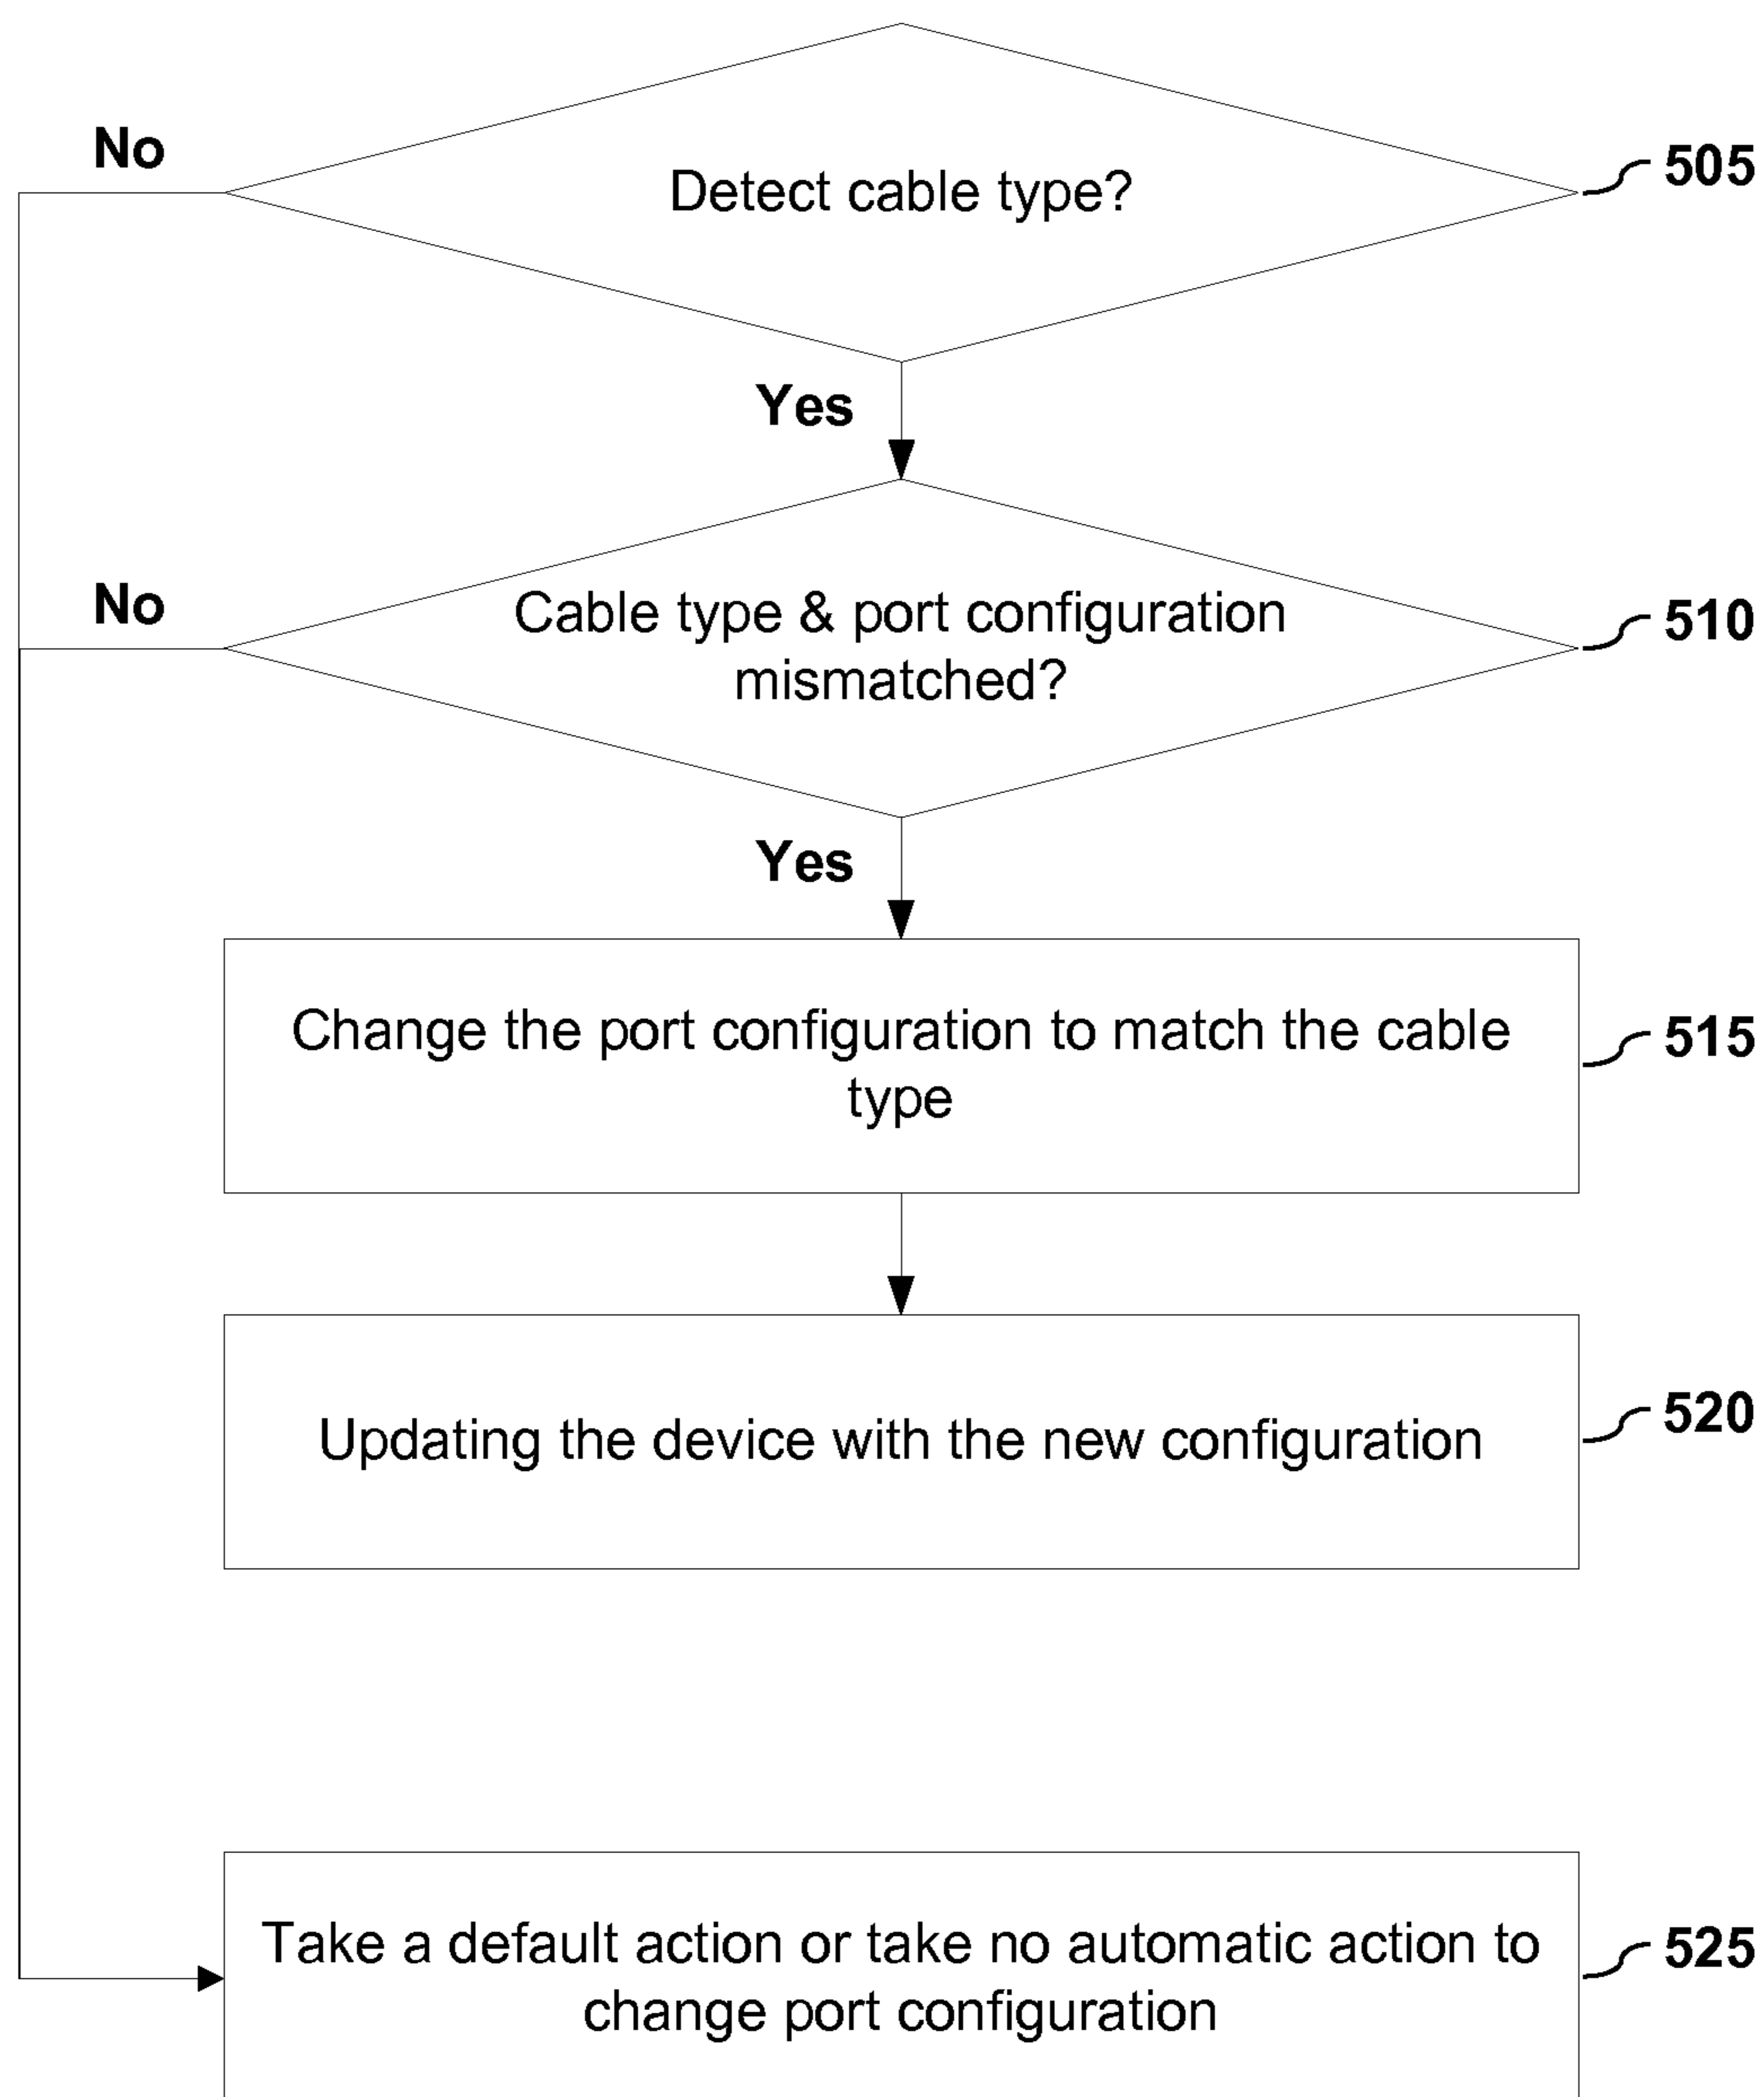 No
Detect cable type?
505
Yes
No
Cable type & port configuration
mismatched?
510
Yes
Change the port configuration to match the cable
type
515
Updating the device with the new configuration
520
Take a default action or take no automatic action to
change port configuration
525